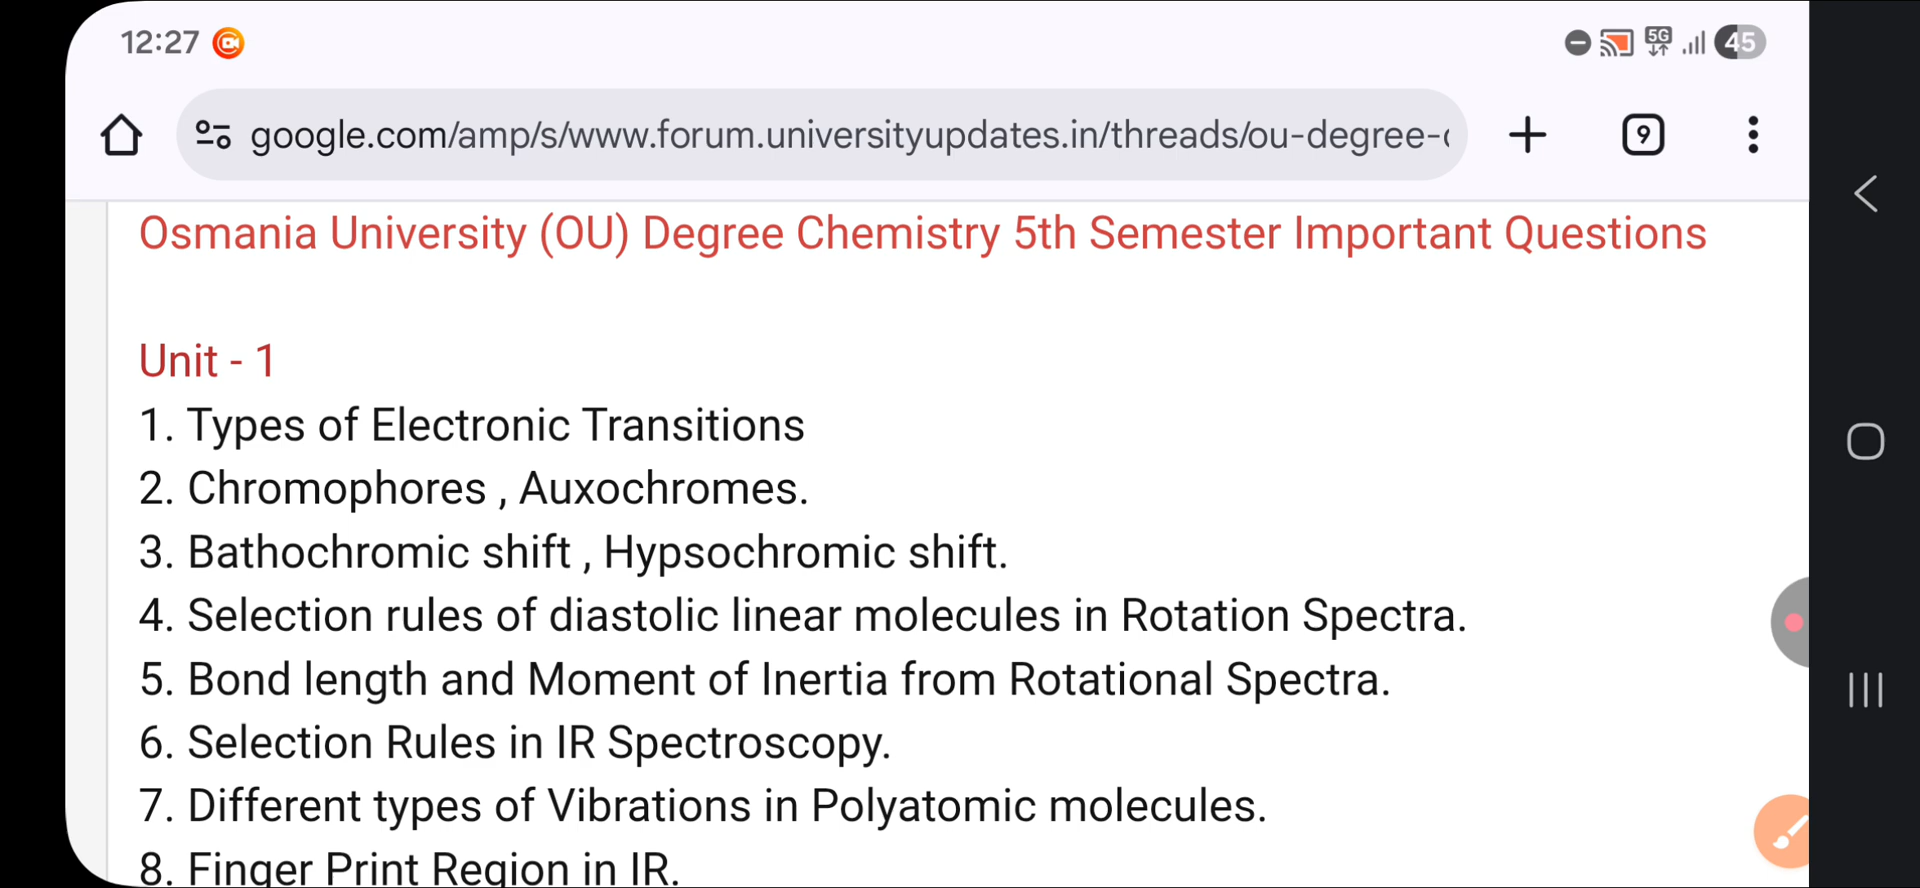 12:27
5G
45
google.com/amp/s/www.forum.universityupdates.in/threads/ou-degree-
9
Osmania University (OU) Degree Chemistry 5th Semester Important Questions
Unit - 1
1. Types of Electronic Transitions
2. Chromophores , Auxochromes.
3. Bathochromic shift , Hypsochromic shift.
4. Selection rules of diastolic linear molecules in Rotation Spectra.
5. Bond length and Moment of Inertia from Rotational Spectra.
6. Selection Rules in IR Spectroscopy.
7. Different types of Vibrations in Polyatomic molecules.
8. Finger Print Region in IR.